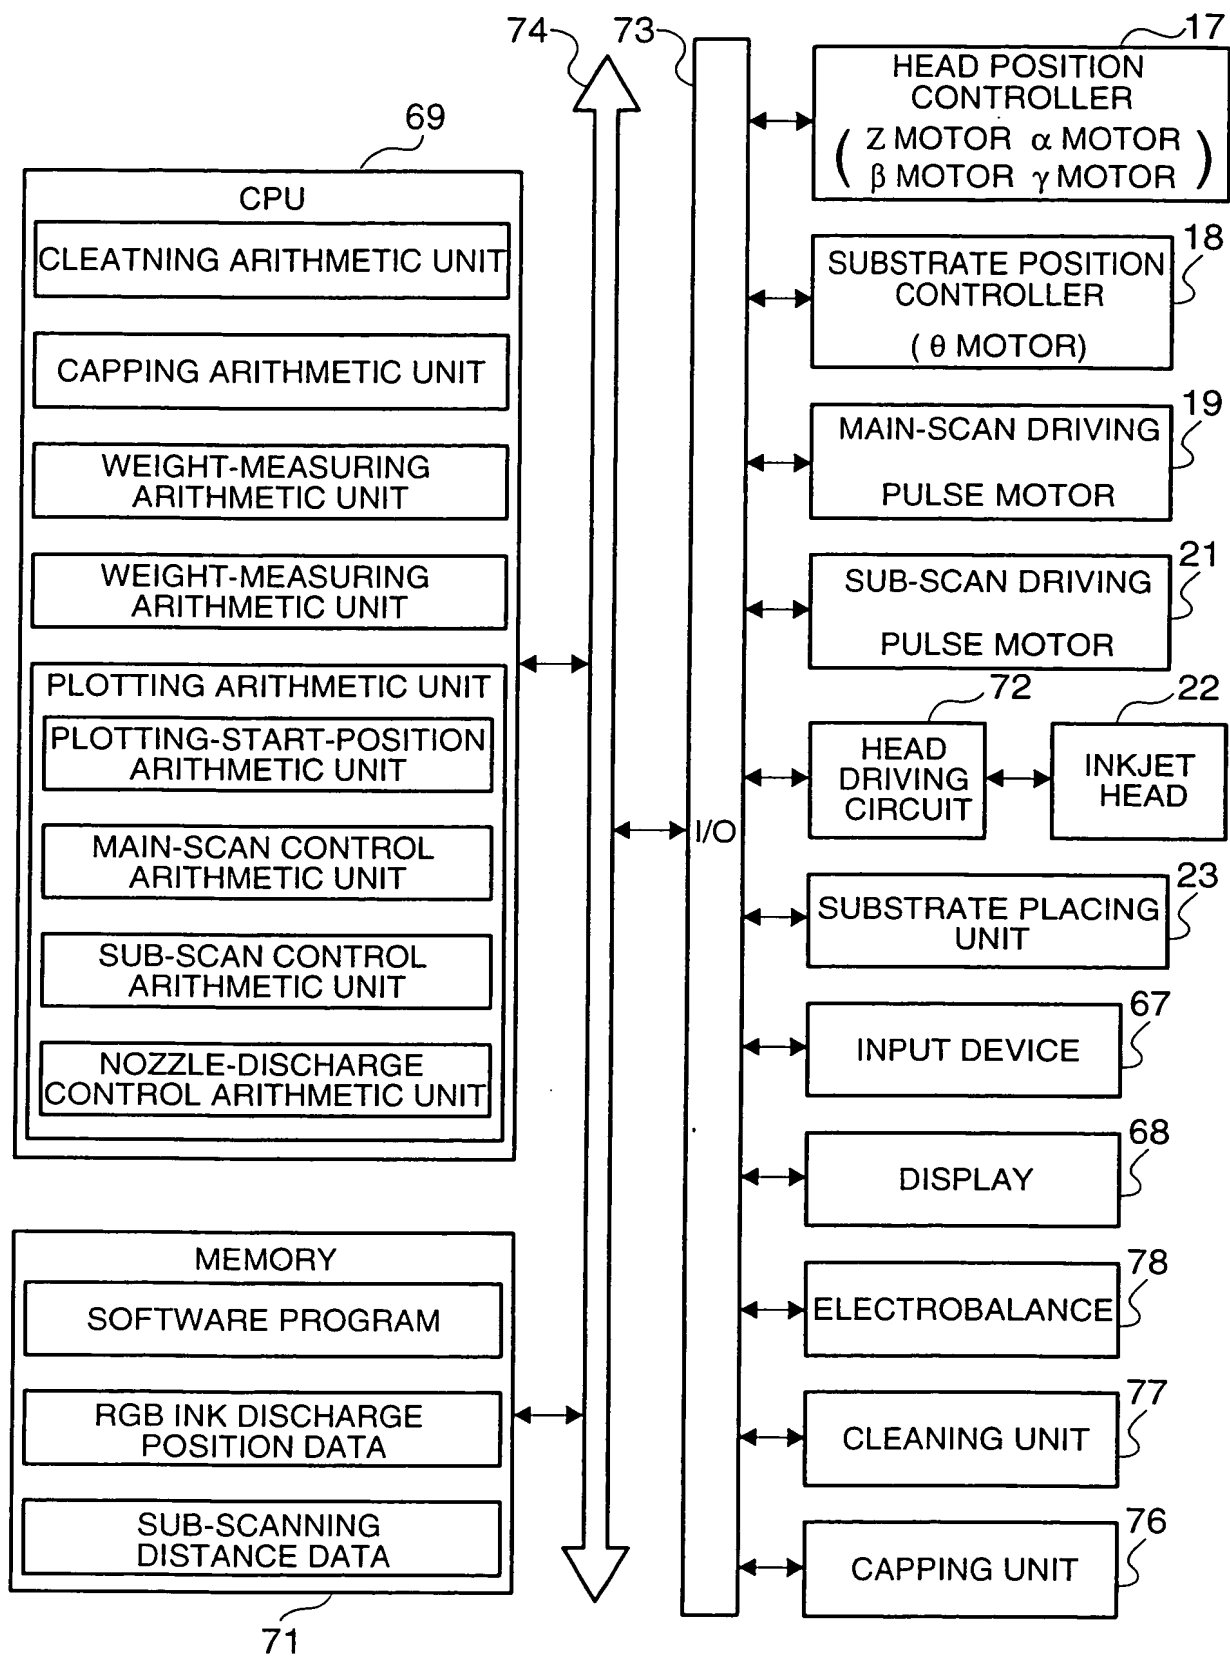 74
73
17
HEAD POSITION
CONTROLLER
( Z MOTOR α MOTOR
β MOTOR γ MOTOR )
69
CPU
CLEATNING ARITHMETIC UNIT
CAPPING ARITHMETIC UNIT
WEIGHT-MEASURING
ARITHMETIC UNIT
WEIGHT-MEASURING
ARITHMETIC UNIT
PLOTTING ARITHMETIC UNIT
PLOTTING-START-POSITION
ARITHMETIC UNIT
MAIN-SCAN CONTROL
ARITHMETIC UNIT
SUB-SCAN CONTROL
ARITHMETIC UNIT
NOZZLE-DISCHARGE
CONTROL ARITHMETIC UNIT
MEMORY
SOFTWARE PROGRAM
RGB INK DISCHARGE
POSITION DATA
SUB-SCANNING
DISTANCE DATA
71
I/O
18
SUBSTRATE POSITION
CONTROLLER
( θ MOTOR)
19
MAIN-SCAN DRIVING
PULSE MOTOR
21
SUB-SCAN DRIVING
PULSE MOTOR
72
HEAD
DRIVING
CIRCUIT
22
INKJET
HEAD
23
SUBSTRATE PLACING
UNIT
67
INPUT DEVICE
68
DISPLAY
78
ELECTROBALANCE
77
CLEANING UNIT
76
CAPPING UNIT